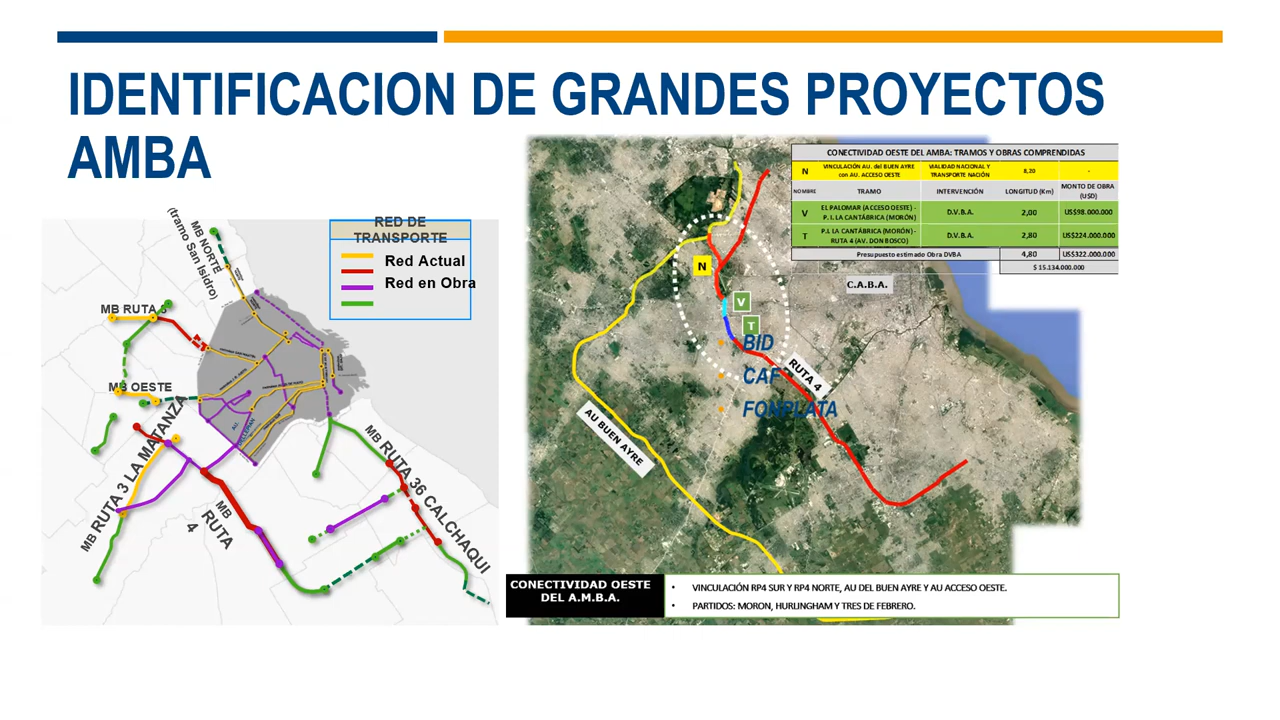 IDENTIFICACION DE GRANDES PROYECTOS
AMBA
MB NORTE
(tramo San Isidro)
RED DE
TRANSPORTE
Red Actual
Red en Obra
MB RUTA 8
MB OESTE
MB RUTA 3 LA MATANZA
MB
RUTA
4
MB RUTA 36 CALCHAQUI
CONECTIVIDAD OESTE DEL AMBA: TRAMOS Y OBRAS COMPRENDIDAS
N
VINCULACIÓN AU. del BUEN AYRE
con AU. ACCESO OESTE
VIALIDAD NACIONAL Y
TRANSPORTE NACIÓN
8,20
-
NOMBRE
TRAMO
INTERVENCIÓN
LONGITUD (Km)
MONTO DE OBRA
(USD)
V
EL PALOMAR (ACCESO OESTE) -
P. I. LA CANTÁBRICA (MORÓN)
D.V.B.A.
2,00
US$98.000.000
T
P.I. LA CANTÁBRICA (MORÓN) -
RUTA 4 (AV. DON BOSCO)
D.V.B.A.
2,80
US$224.000.000
Presupuesto estimado Obra DVBA
4,80
US$322.000.000
$ 15.134.000.000
C.A.B.A.
N
V
T
• BID
• CAF
• FONPLATA
RUTA 4
AU BUEN AYRE
CONECTIVIDAD OESTE
DEL A.M.B.A.
• VINCULACIÓN RP4 SUR Y RP4 NORTE, AU DEL BUEN AYRE Y AU ACCESO OESTE.
• PARTIDOS: MORON, HURLINGHAM Y TRES DE FEBRERO.